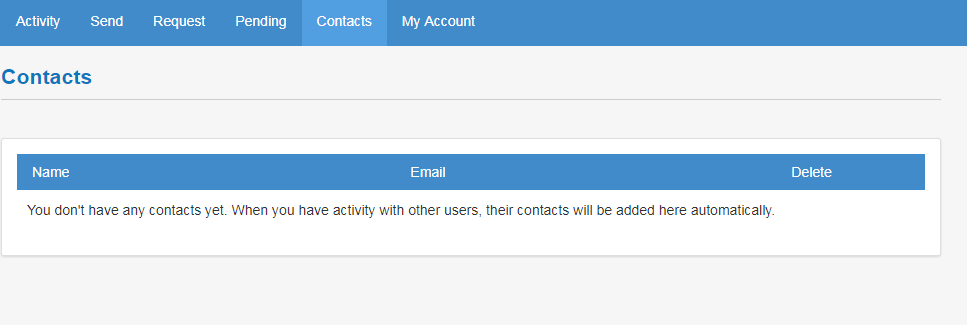 Activity Send Request Pending Contacts My Account
Contacts
Name Email Delete
You don't have any contacts yet. When you have activity with other users, their contacts will be added here automatically.